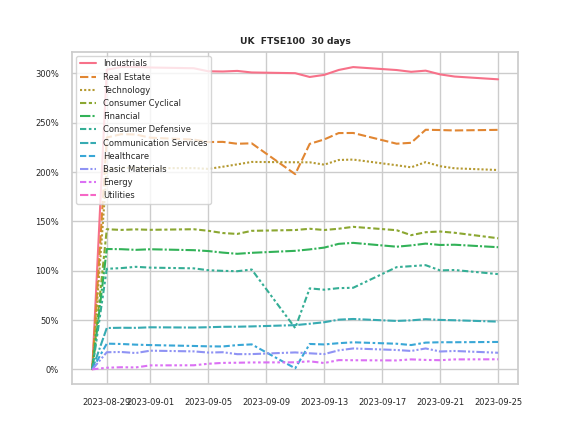 UK FTSE100 30 days
300%
250%
200%
150%
100%
50%
0%
Industrials
Real Estate
Technology
Consumer Cyclical
Financial
Consumer Defensive
Communication Services
Healthcare
Basic Materials
Energy
Utilities
2023-08-29 2023-09-01 2023-09-05 2023-09-09 2023-09-13 2023-09-17 2023-09-21 2023-09-25